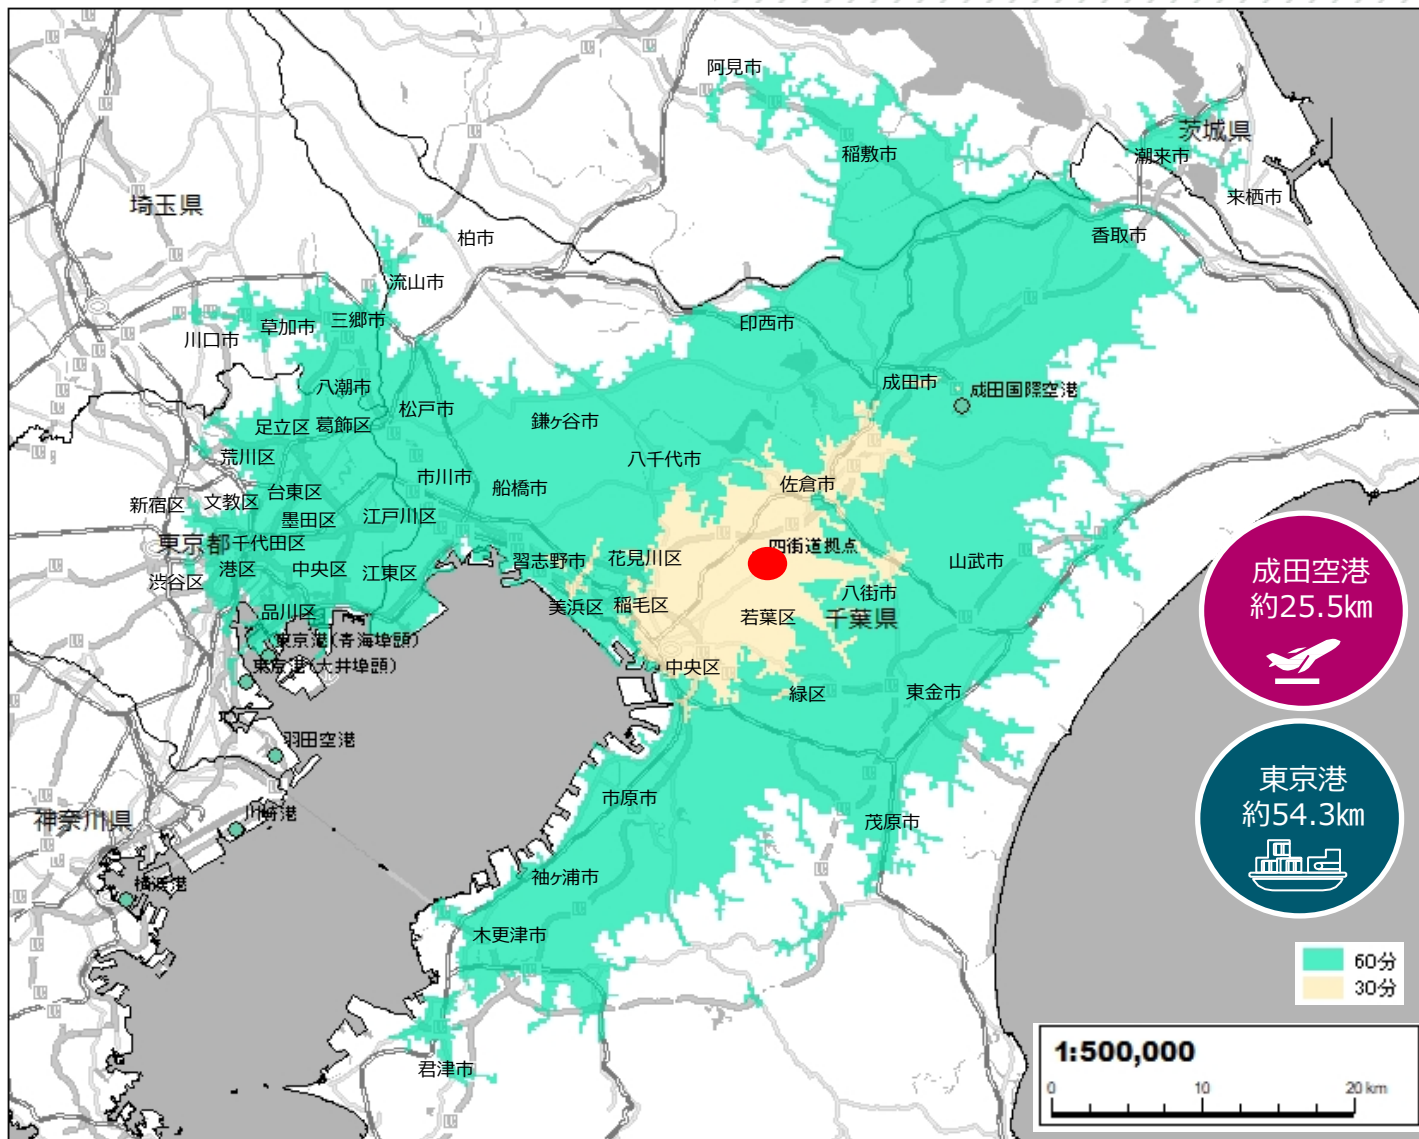 阿見市
稲敷市
茨城県
潮来市
来栖市
香取市
埼玉県
柏市
流山市
三郷市
草加市
川口市
印西市
八潮市
松戸市
成田市
成田国際空港
足立区
葛飾区
鎌ヶ谷市
荒川区
八千代市
市川市
船橋市
佐倉市
台東区
文教区
新宿区
墨田区
江戸川区
東京都
千代田区
四街道拠点
花見川区
習志野市
山武市
港区
中央区
江東区
渋谷区
八街市
美浜区
稲毛区
若葉区
千葉県
品川区
東京港(青海埠頭)
東京港(大井埠頭)
中央区
緑区
東金市
羽田空港
市原市
川崎港
神奈川県
茂原市
袖ヶ浦市
横浜港
木更津市
君津市
成田空港
約25.5㎞
東京港
約54.3㎞
60分
30分
1:500,000
0 10 20 km